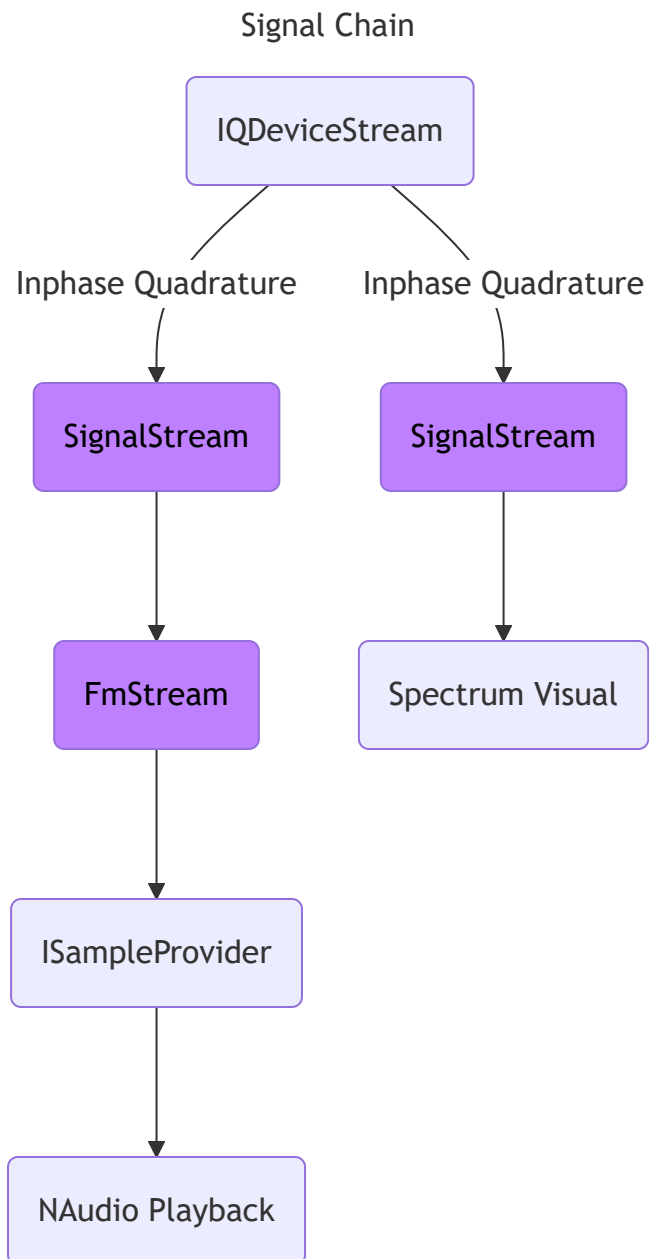 Signal Chain
IQDeviceStream
Inphase Quadrature
Inphase Quadrature
SignalStream
SignalStream
FmStream
Spectrum Visual
ISampleProvider
NAudio Playback